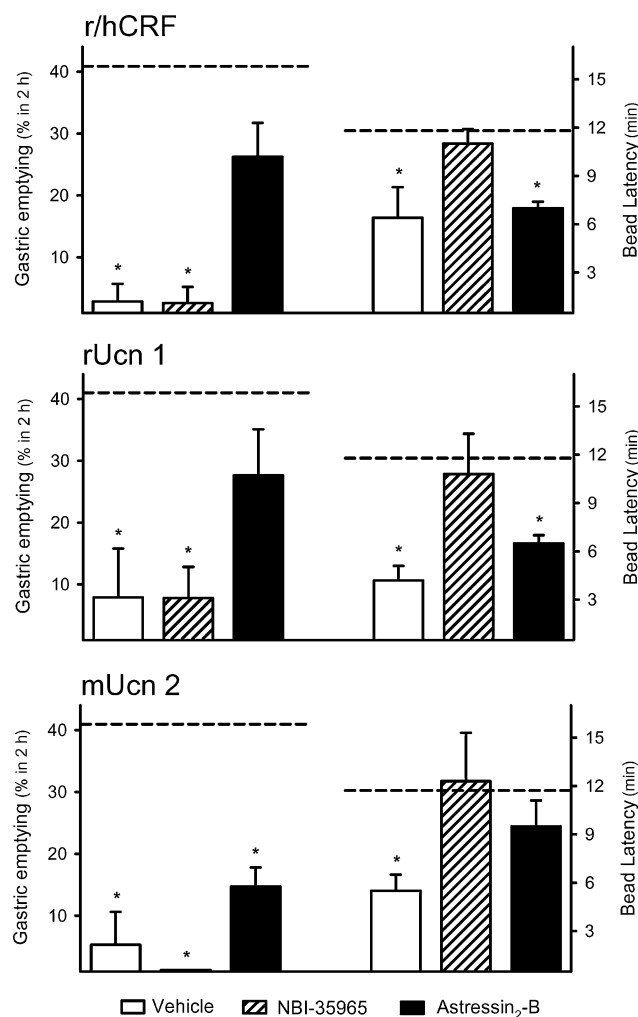 r/hCRF
Gastric emptying (% in 2 h)
40
30
20
10
* *
* *
15
12
9
6
3
Bead Latency (min)
rUcn 1
Gastric emptying (% in 2 h)
40
30
20
10
* *
* *
15
12
9
6
3
Bead Latency (min)
mUcn 2
Gastric emptying (% in 2 h)
40
30
20
10
* * *
*
15
12
9
6
3
Bead Latency (min)
Vehicle NBI-35965 Astressin₂-B